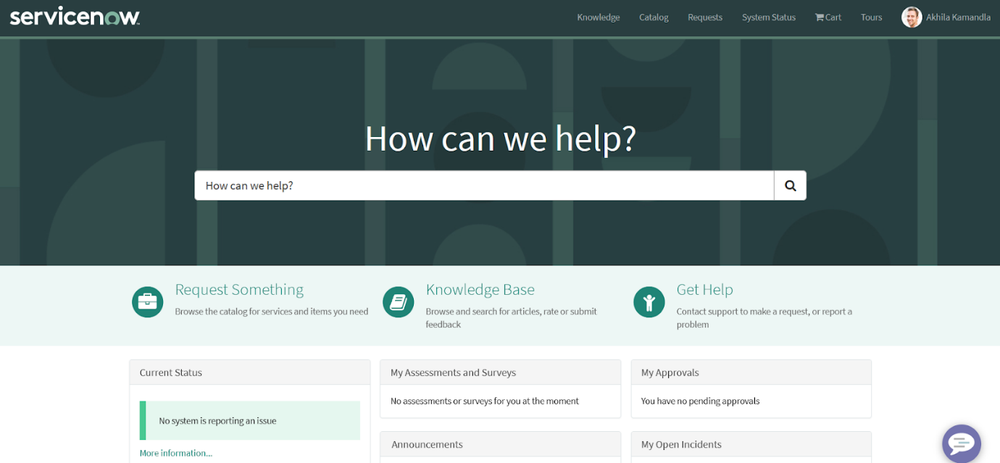 servicenow
Knowledge Catalog Requests System Status Cart Tours Akhila Kamandla
How can we help?
How can we help?
Request Something
Browse the catalog for services and items you need
Knowledge Base
Browse and search for articles, rate or submit
feedback
Get Help
Contact support to make a request, or report a
problem
Current Status
No system is reporting an issue
More information...
My Assessments and Surveys
No assessments or surveys for you at the moment
Announcements
My Approvals
You have no pending approvals
My Open Incidents